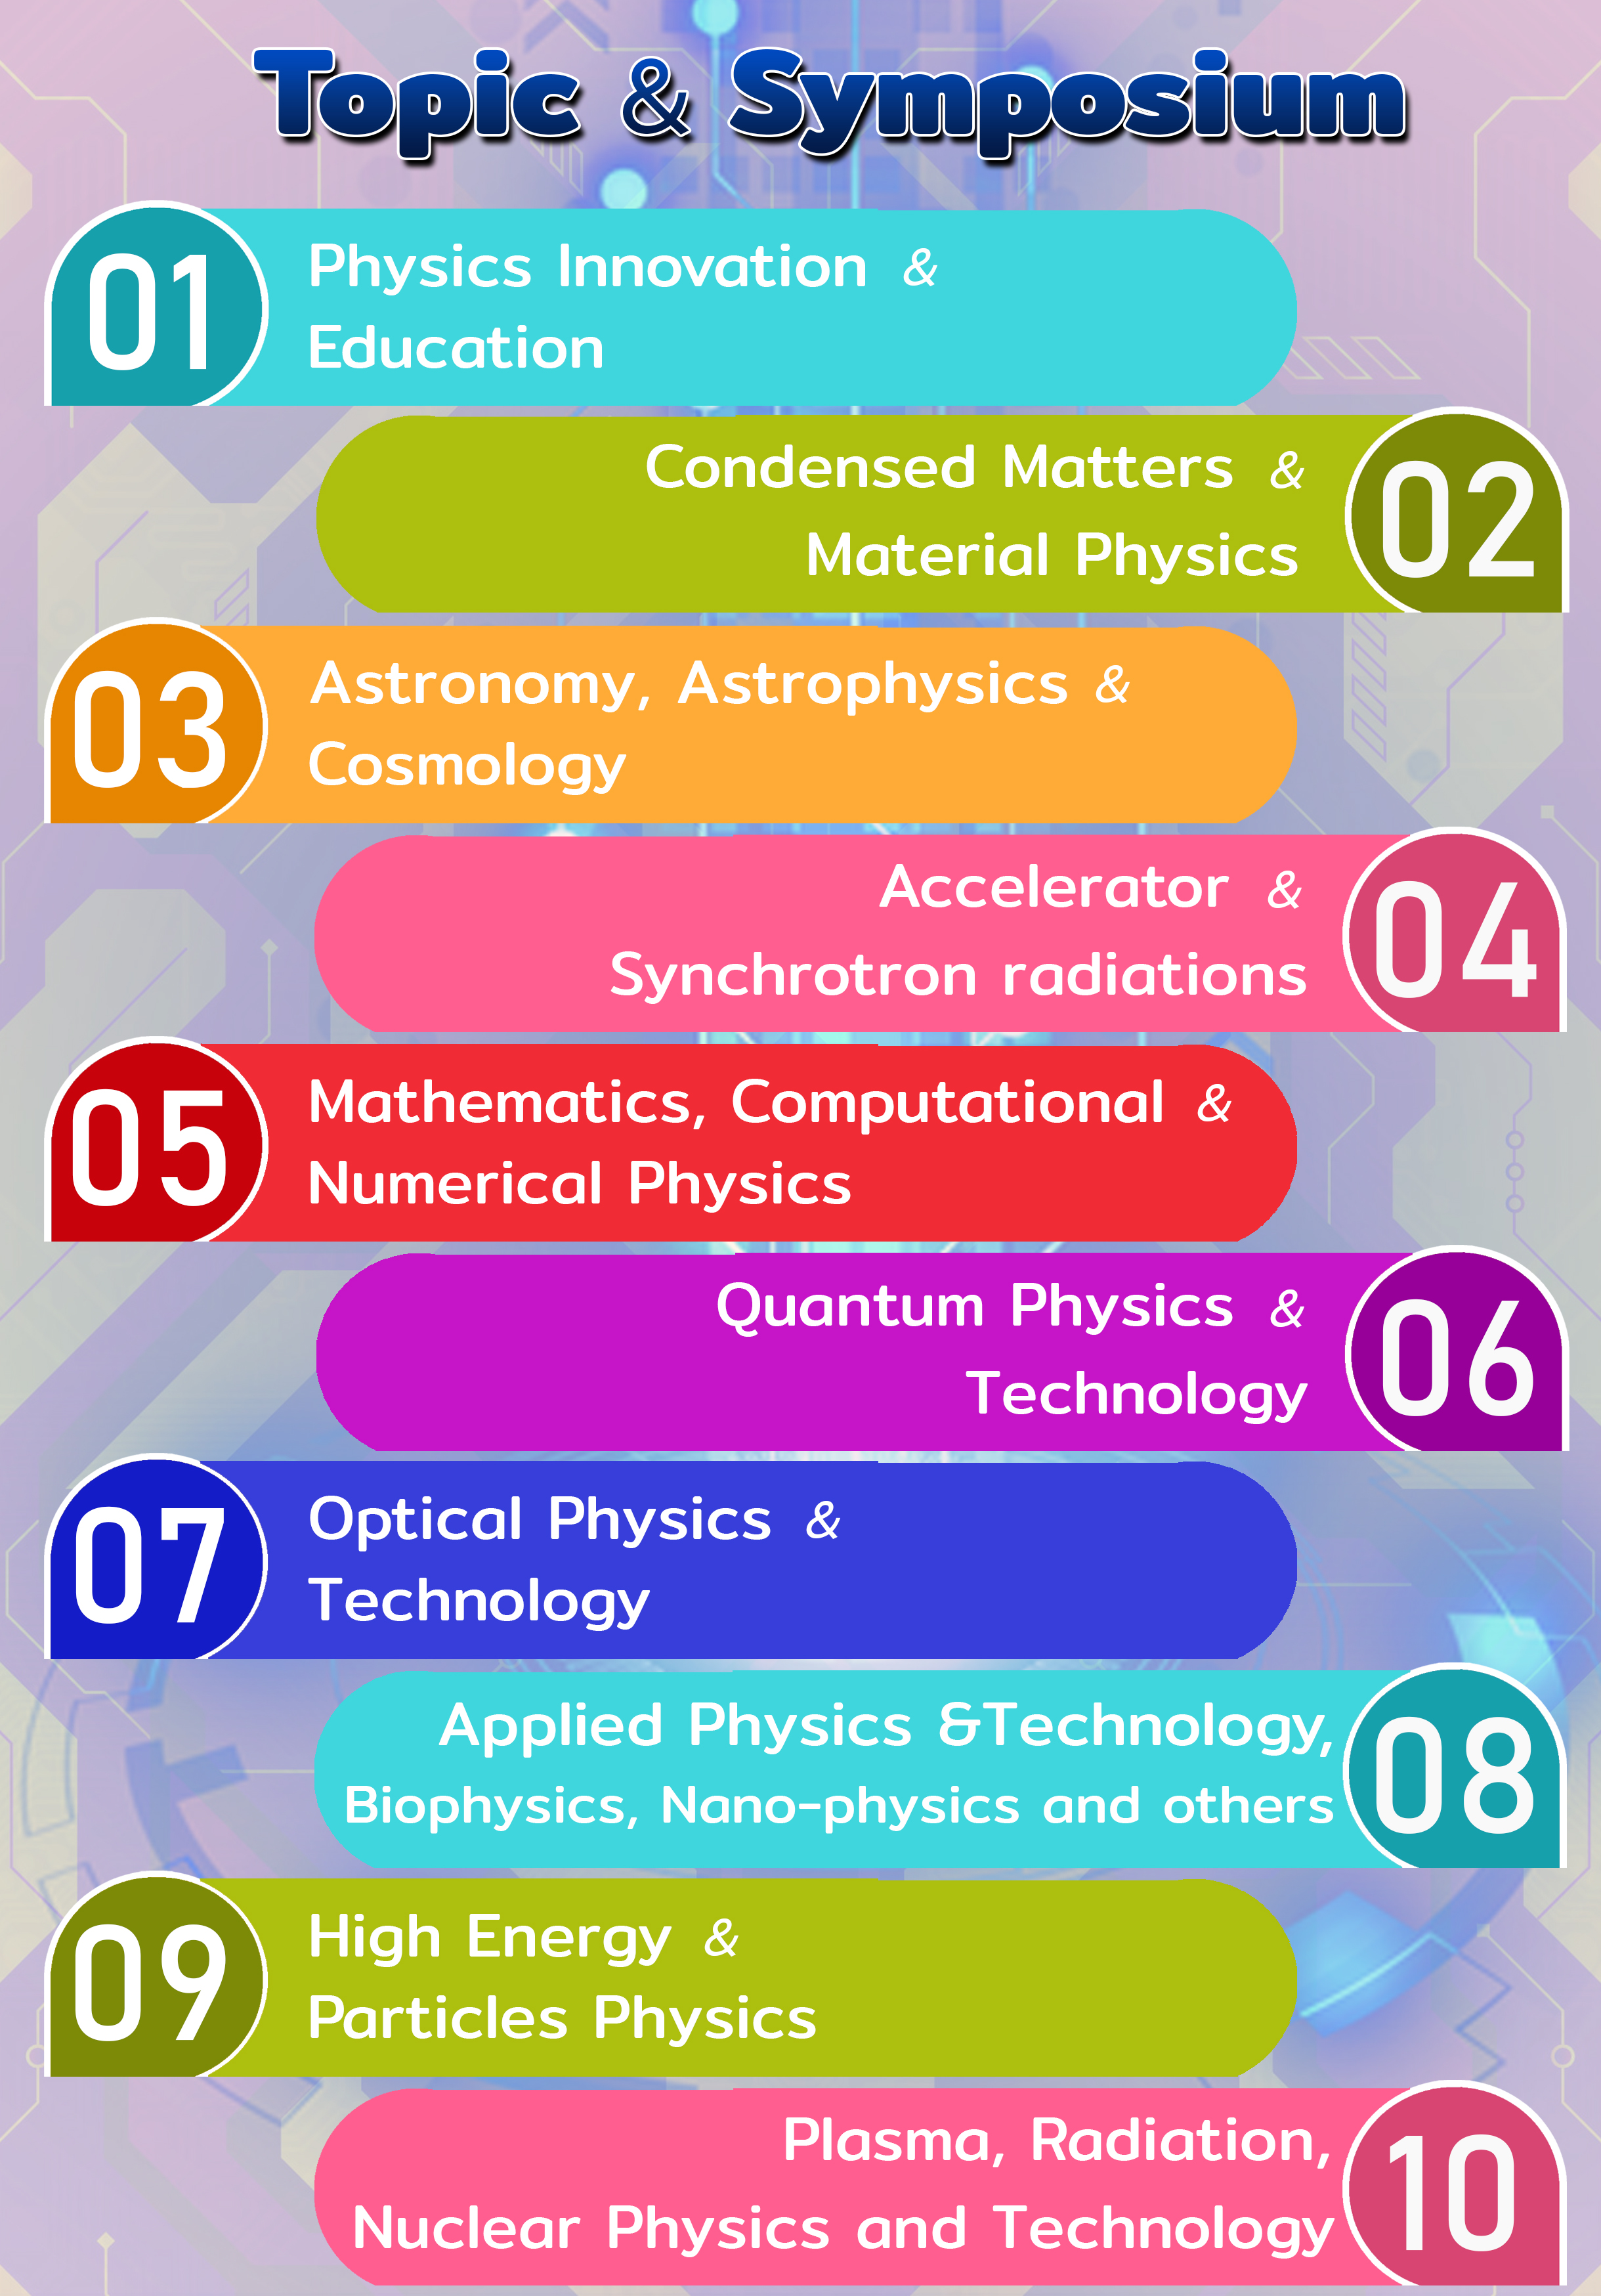 Topic & Symposium
01
Physics Innovation &
Education
Condensed Matters &
Material Physics
02
03
Astronomy, Astrophysics &
Cosmology
Accelerator &
Synchrotron radiations
04
05
Mathematics, Computational &
Numerical Physics
Quantum Physics &
Technology
06
07
Optical Physics &
Technology
Applied Physics &Technology,
Biophysics, Nano-physics and others
08
09
High Energy &
Particles Physics
Plasma, Radiation,
Nuclear Physics and Technology
10